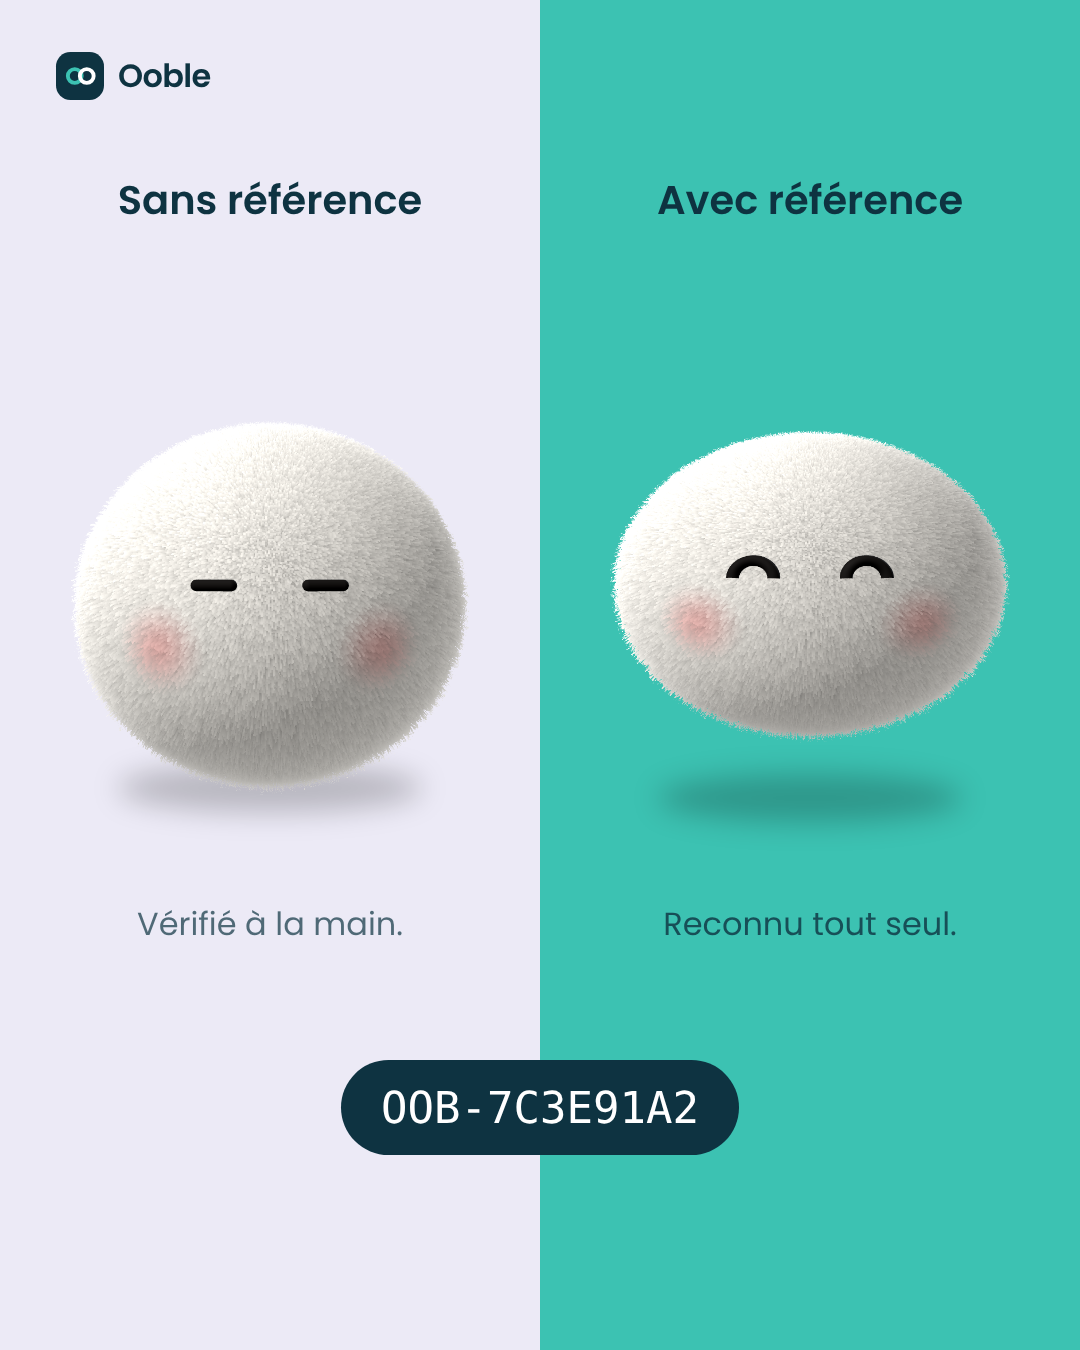 Ooble
Sans référence
Avec référence
Vérifié à la main.
Reconnu tout seul.
OOB-7C3E91A2